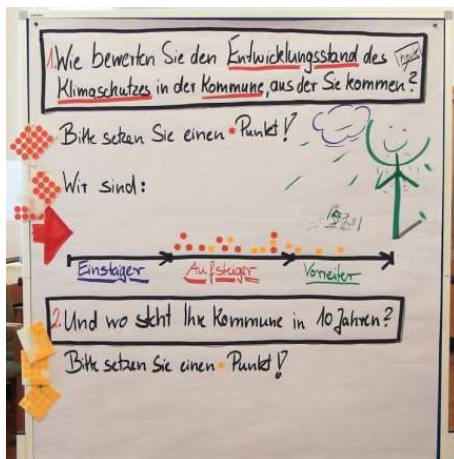 1. Wie bewerten Sie den Entwicklungsstand des heute
Klimaschutzes in der Kommune, aus der Sie kommen?
Bitte setzen Sie einen Punkt!
Wir sind:
Einsteiger Aufsteiger Vorreiter
2. Und wo steht Ihre Kommune in 10 Jahren?
Bitte setzen Sie einen Punkt!